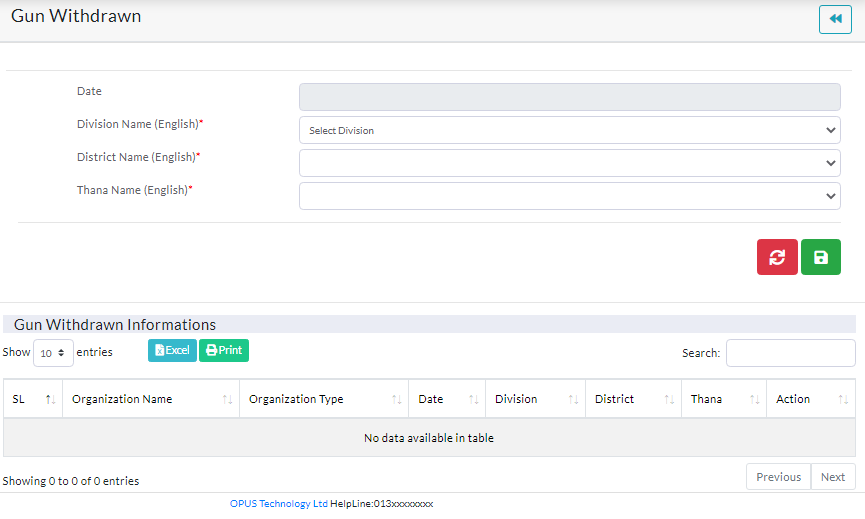 Gun Withdrawn
Date
Division Name (English)*
Select Division
District Name (English)*
Thana Name (English)*
Gun Withdrawn Informations
Show 10 entries Excel Print Search:
SL Organization Name Organization Type Date Division District Thana Action
No data available in table
Showing 0 to 0 of 0 entries
Previous Next
OPUS Technology Ltd HelpLine:013xxxxxxxx